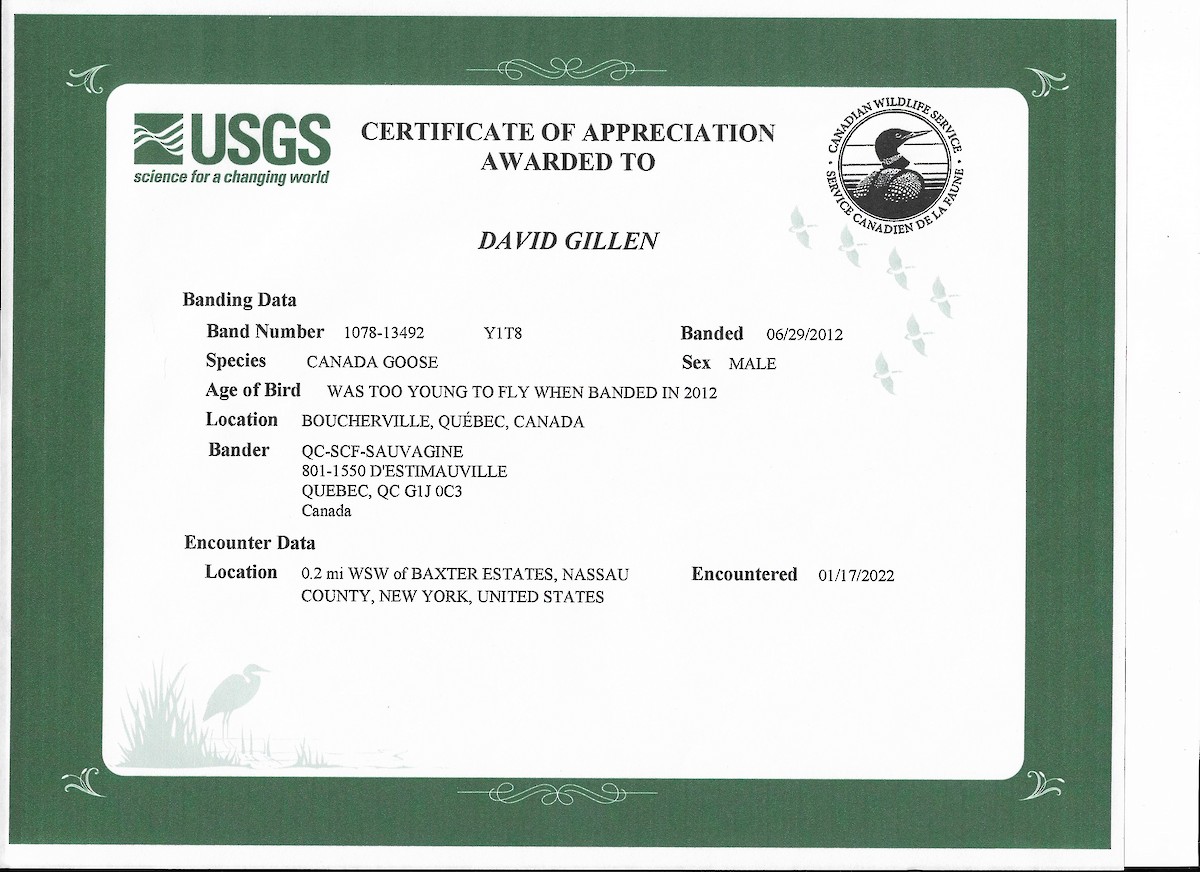 USGS
science for a changing world
CERTIFICATE OF APPRECIATION
AWARDED TO
CANADIAN WILDLIFE SERVICE
SERVICE CANADIEN DE LA FAUNE
DAVID GILLEN
Banding Data
Band Number 1078-13492 Y1T8 Banded 06/29/2012
Species CANADA GOOSE Sex MALE
Age of Bird WAS TOO YOUNG TO FLY WHEN BANDED IN 2012
Location BOUCHERVILLE, QUÉBEC, CANADA
Bander QC-SCF-SAUVAGINE
801-1550 D'ESTIMAUVILLE
QUEBEC, QC G1J 0C3
Canada
Encounter Data
Location 0.2 mi WSW of BAXTER ESTATES, NASSAU Encountered 01/17/2022
COUNTY, NEW YORK, UNITED STATES